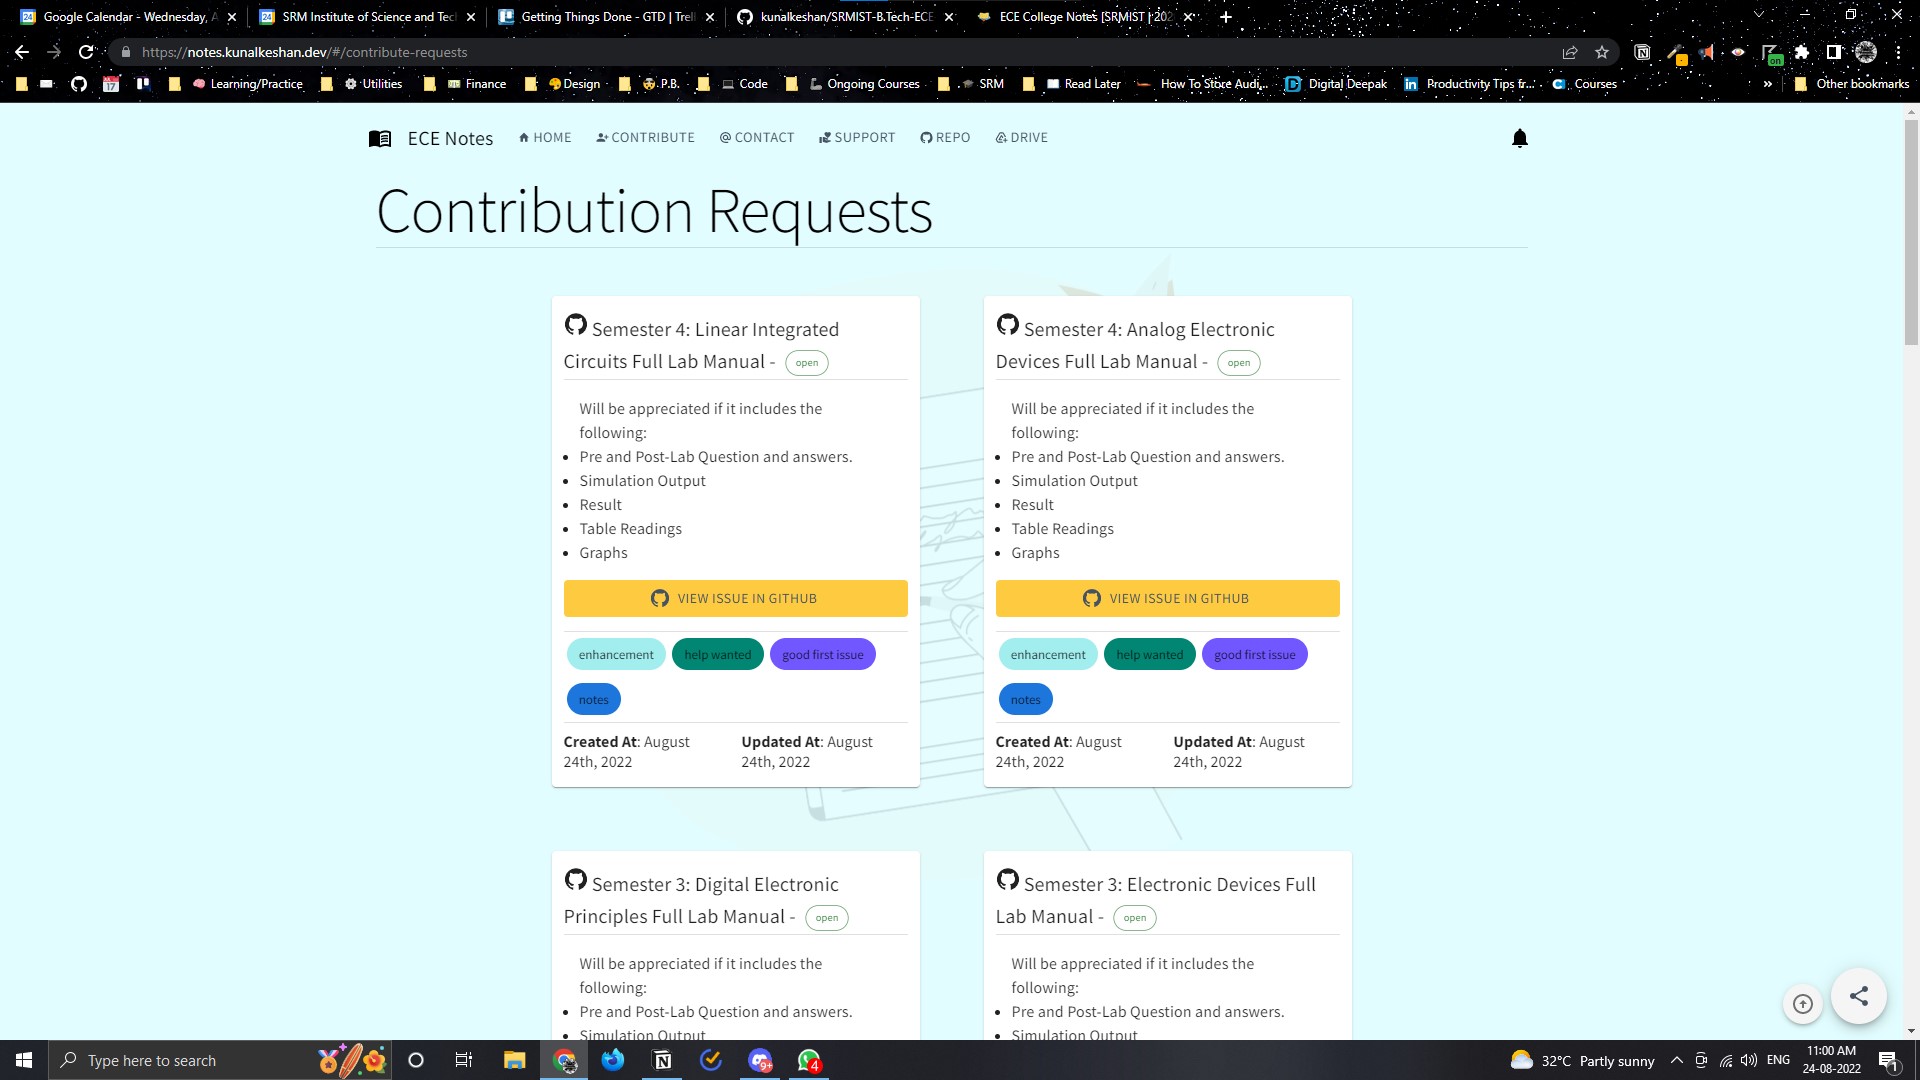 Google Calendar - Wednesday, A
SRM Institute of Science and Tec
Getting Things Done - GTD | Trell
kunalkeshan/SRMIST-B.Tech-ECE
ECE College Notes [SRMIST | 202
https://notes.kunalkeshan.dev/#/contribute-requests
on
Learning/Practice
Utilities
Finance
Design
P.B.
Code
Ongoing Courses
SRM
Read Later
How To Store Audi...
Digital Deepak
Productivity Tips fr...
Courses
Other bookmarks
ECE Notes
HOME
CONTRIBUTE
CONTACT
SUPPORT
REPO
DRIVE
Contribution Requests
Semester 4: Linear Integrated
Circuits Full Lab Manual - open
Will be appreciated if it includes the
following:
Pre and Post-Lab Question and answers.
Simulation Output
Result
Table Readings
Graphs
VIEW ISSUE IN GITHUB
enhancement help wanted good first issue
notes
Created At: August
24th, 2022
Updated At: August
24th, 2022
Semester 4: Analog Electronic
Devices Full Lab Manual - open
Will be appreciated if it includes the
following:
Pre and Post-Lab Question and answers.
Simulation Output
Result
Table Readings
Graphs
VIEW ISSUE IN GITHUB
enhancement help wanted good first issue
notes
Created At: August
24th, 2022
Updated At: August
24th, 2022
Semester 3: Digital Electronic
Principles Full Lab Manual - open
Will be appreciated if it includes the
following:
Pre and Post-Lab Question and answers.
Simulation Output
Semester 3: Electronic Devices Full
Lab Manual - open
Will be appreciated if it includes the
following:
Pre and Post-Lab Question and answers.
Simulation Output
Type here to search
9+
4
32°C Partly sunny
ENG
11:00 AM
24-08-2022
1